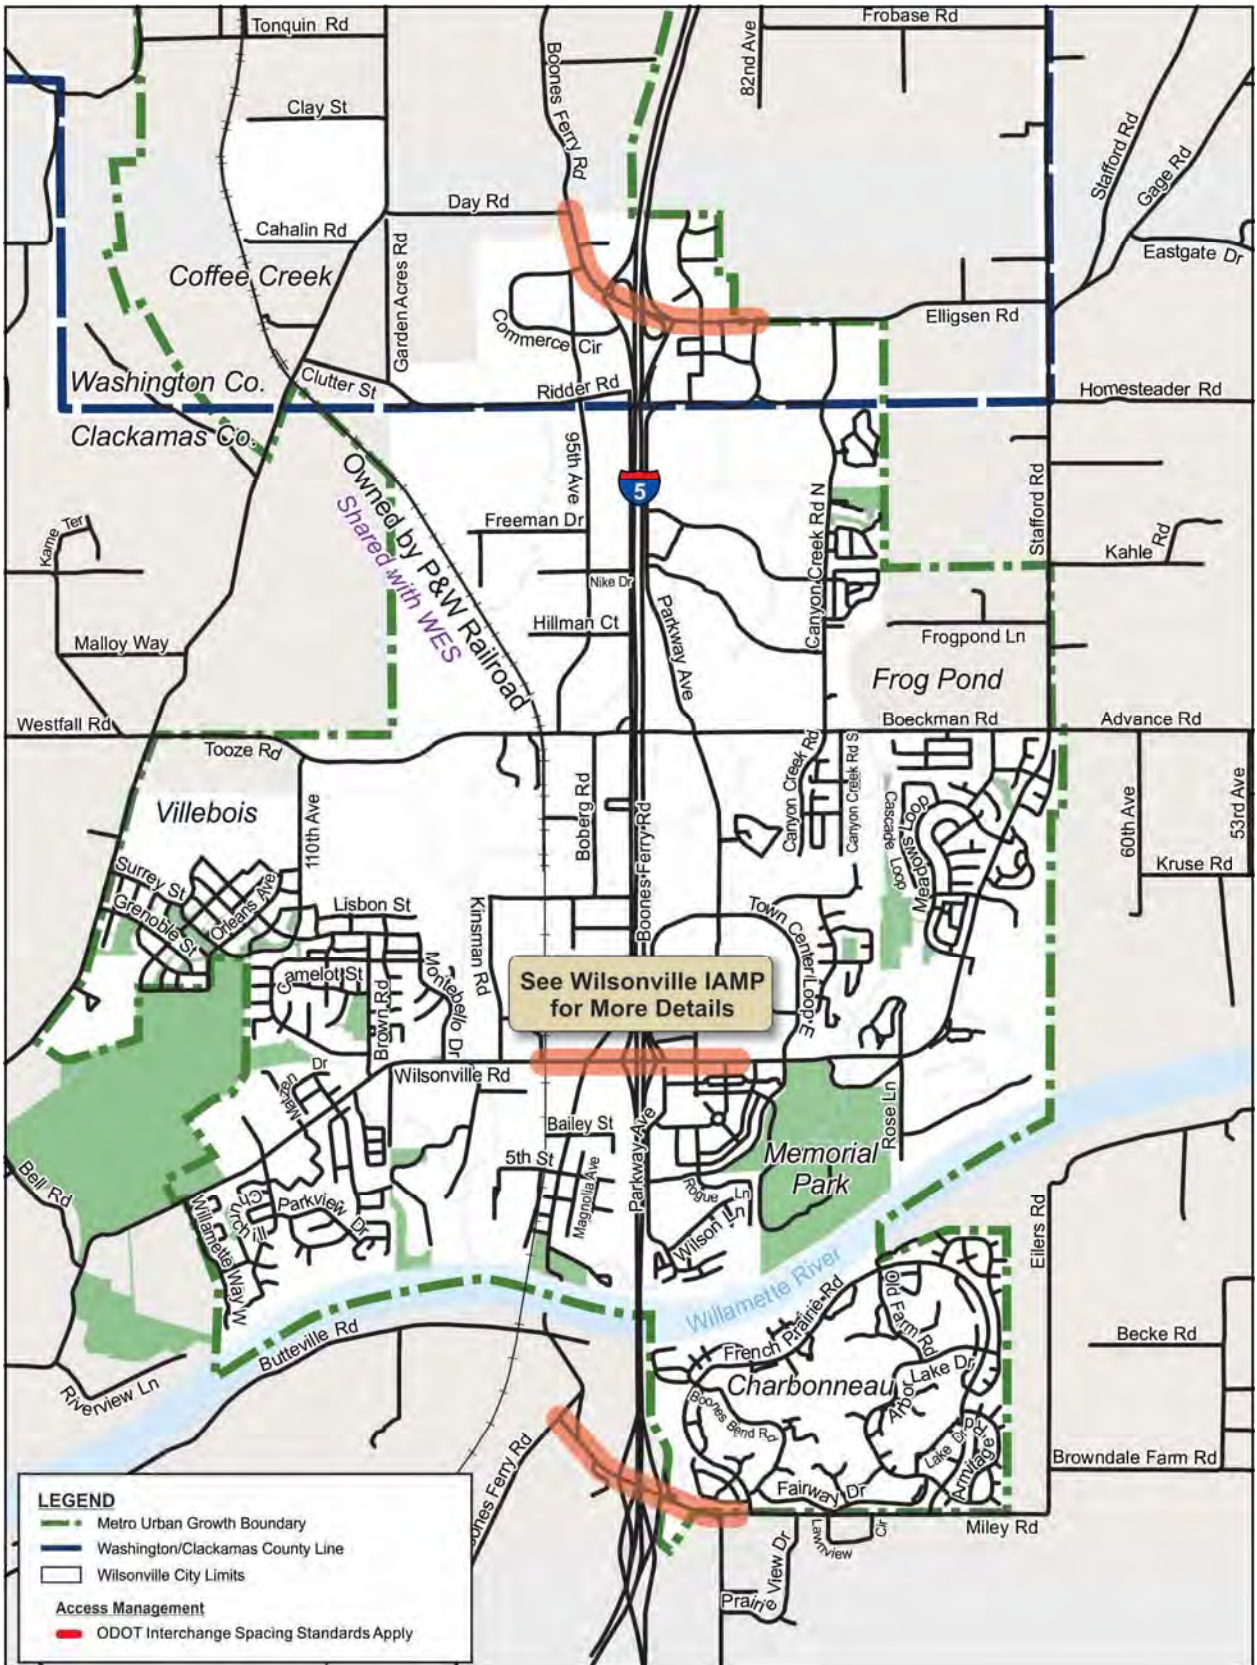 Tonquin Rd
Frobase Rd
82nd Ave
Boones Ferry Rd
Clay St
Stafford Rd
Gage Rd
Day Rd
Cahalin Rd
Garden Acres Rd
Eastgate Dr
Coffee Creek
Elligsen Rd
Commerce Cir
Washington Co.
Clutter St
Ridder Rd
Homesteader Rd
Clackamas Co.
95th Ave
5
Owned by P&W Railroad
Shared with WES
Canyon Creek Rd N
Stafford Rd
Freeman Dr
Kame Ter
Kahle Rd
Nike Dr
Hillman Ct
Parkway Ave
Frogpond Ln
Malloy Way
Frog Pond
Westfall Rd
Tooze Rd
Boeckman Rd
Advance Rd
Canyon Creek Rd
Canyon Creek Rd S
Villebois
110th Ave
Boberg Rd
Boones Ferry Rd
Cascade Loop
Meadows Loop
60th Ave
53rd Ave
Kruse Rd
Surrey St
Orleans Ave
Grenoble St
Lisbon St
Kinsman Rd
Town Center Loop E
Camelot St
Brown Rd
Montebello Dr
See Wilsonville IAMP
for More Details
Wilsonville Rd
Matzen Dr
Rose Ln
Bailey St
Parkway Ave
Memorial
Park
5th St
Magnolia Ave
Rogue Ln
Wilson Ln
Bell Rd
Willamette Way W
Churchill
Parkview Dr
Eilers Rd
Willamette River
Butteville Rd
French Prairie Rd
Old Farm Rd
Becke Rd
Riverview Ln
Charbonneau
Arbor Lake Dr
Boones Bend Rd
Lake Dr
Armitage Rd
Browndale Farm Rd
Boones Ferry Rd
Fairway Dr
Lawnview Cir
Miley Rd
Prairie View Dr
LEGEND
Metro Urban Growth Boundary
Washington/Clackamas County Line
Wilsonville City Limits
Access Management
ODOT Interchange Spacing Standards Apply